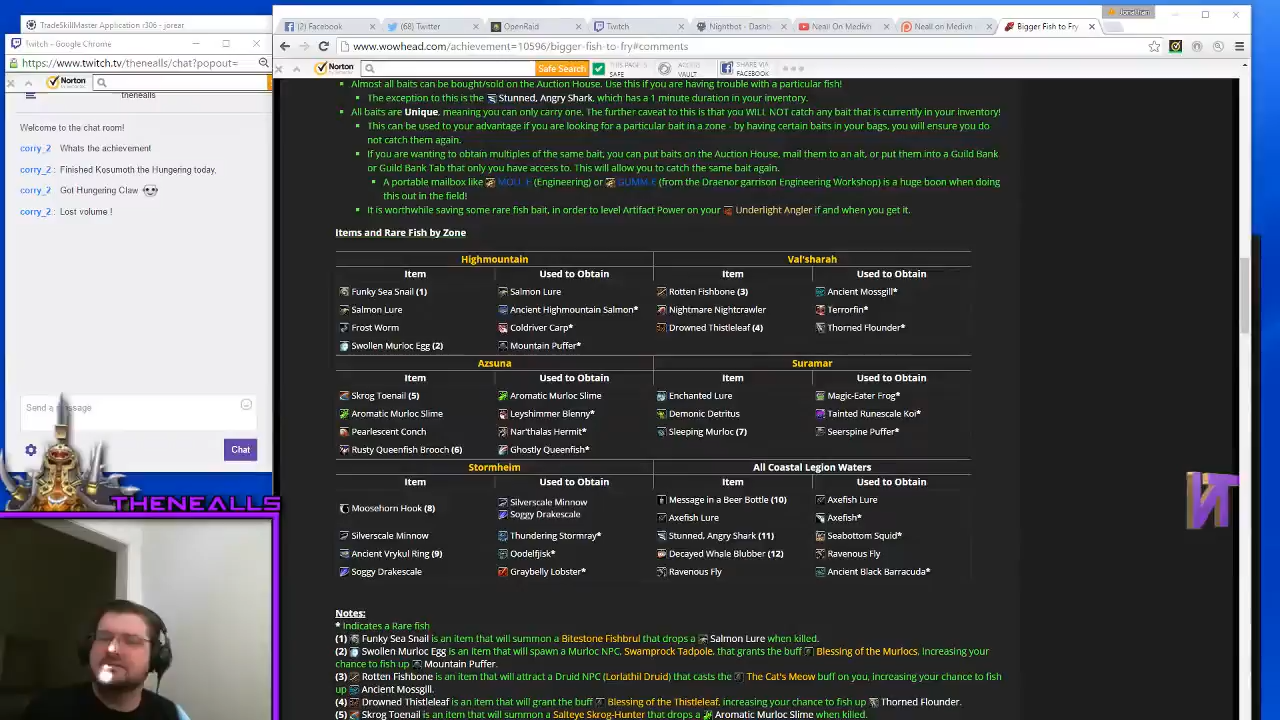 TradeSkillMaster Application r306 - jorear
Twitch - Google Chrome
https://www.twitch.tv/thenealls/chat?popout=
Norton
thenealls
Welcome to the chat room!
corry_2: Whats the achievement
corry_2: Finished Kosumoth the Hungering today.
corry_2: Got Hungering Claw
corry_2: Lost volume !
Send a message
Chat
THENEALLS
Jonathan
(3) Facebook
(68) Twitter
OpenRaid
Twitch
Nightbot - Dashb
Neall On Medivh
Neall on Medivh
Bigger Fish to Fry
www.wowhead.com/achievement=10596/bigger-fish-to-fry#comments
Norton
Safe Search
THIS PAGE IS SAFE
ACCESS VAULT
SHARE VIA FACEBOOK
Almost all baits can be bought/sold on the Auction House. Use this if you are having trouble with a particular fish!
The exception to this is the Stunned, Angry Shark, which has a 1 minute duration in your inventory.
All baits are Unique, meaning you can only carry one. The further caveat to this is that you WILL NOT catch any bait that is currently in your inventory!
This can be used to your advantage if you are looking for a particular bait in a zone - by having certain baits in your bags, you will ensure you do
not catch them again.
If you are wanting to obtain multiples of the same bait, you can put baits on the Auction House, mail them to an alt, or put them into a Guild Bank
or Guild Bank Tab that only you have access to. This will allow you to catch the same bait again.
A portable mailbox like MOLL-E (Engineering) or GUMM-E (from the Draenor garrison Engineering Workshop) is a huge boon when doing
this out in the field!
It is worthwhile saving some rare fish bait, in order to level Artifact Power on your Underlight Angler if and when you get it.
Items and Rare Fish by Zone
Highmountain Val'sharah
Item Used to Obtain Item Used to Obtain
Funky Sea Snail (1) Salmon Lure Rotten Fishbone (3) Ancient Mossgill*
Salmon Lure Ancient Highmountain Salmon* Nightmare Nightcrawler Terrorfin*
Frost Worm Coldriver Carp* Drowned Thistleleaf (4) Thorned Flounder*
Swollen Murloc Egg (2) Mountain Puffer*
Azsuna Suramar
Item Used to Obtain Item Used to Obtain
Skrog Toenail (5) Aromatic Murloc Slime Enchanted Lure Magic-Eater Frog*
Aromatic Murloc Slime Leyshimmer Blenny* Demonic Detritus Tainted Runescale Koi*
Pearlescent Conch Nar'thalas Hermit* Sleeping Murloc (7) Seerspine Puffer*
Rusty Queenfish Brooch (6) Ghostly Queenfish*
Stormheim All Coastal Legion Waters
Item Used to Obtain Item Used to Obtain
Moosehorn Hook (8) Silverscale Minnow Message in a Beer Bottle (10) Axefish Lure
Soggy Drakescale Axefish Lure Axefish*
Silverscale Minnow Thundering Stormray* Stunned, Angry Shark (11) Seabottom Squid*
Ancient Vrykul Ring (9) Oodelfjisk* Decayed Whale Blubber (12) Ravenous Fly
Soggy Drakescale Graybelly Lobster* Ravenous Fly Ancient Black Barracuda*
Notes:
* Indicates a Rare fish
(1) Funky Sea Snail is an item that will summon a Bitestone Fishbrul that drops a Salmon Lure when killed.
(2) Swollen Murloc Egg is an item that will spawn a Murloc NPC, Swamprock Tadpole, that grants the buff Blessing of the Murlocs, increasing your
chance to fish up Mountain Puffer.
(3) Rotten Fishbone is an item that will attract a Druid NPC (Lorlathil Druid) that casts the The Cat's Meow buff on you, increasing your chance to fish
up Ancient Mossgill.
(4) Drowned Thistleleaf is an item that will grant the buff Blessing of the Thistleleaf, increasing your chance to fish up Thorned Flounder.
(5) Skrog Toenail is an item that will summon a Salteye Skrog-Hunter that drops a Aromatic Murloc Slime when killed.